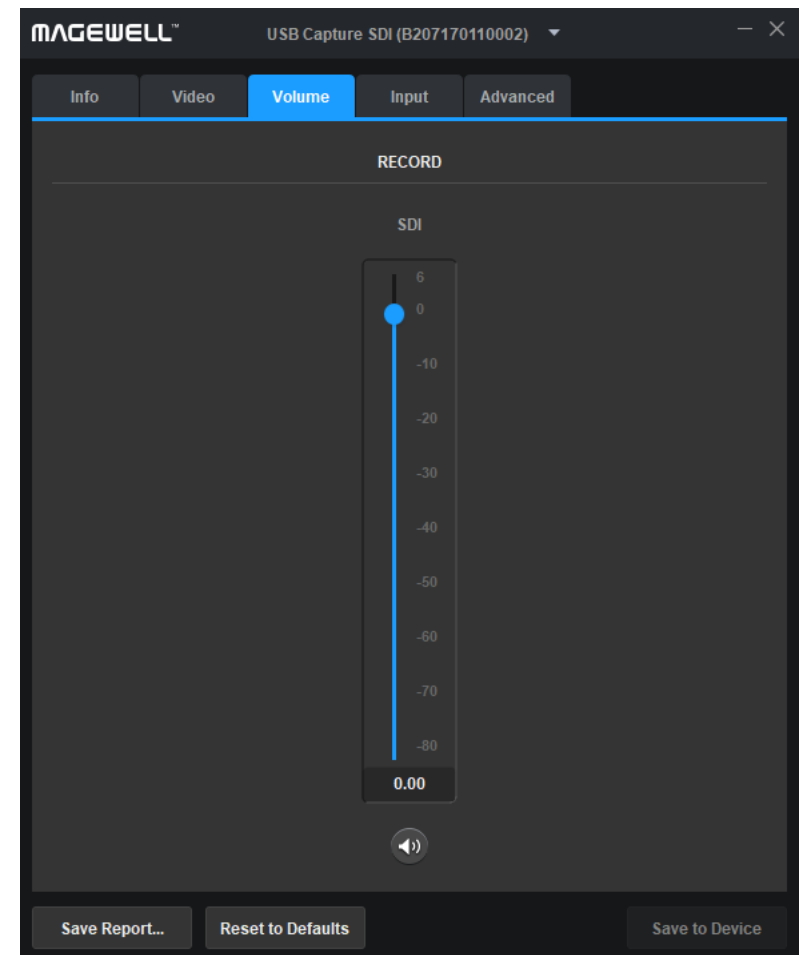 MAGEWELL™
USB Capture SDI (B207170110002)
Info Video Volume Input Advanced
RECORD
SDI
6
0
-10
-20
-30
-40
-50
-60
-70
-80
0.00
Save Report... Reset to Defaults Save to Device